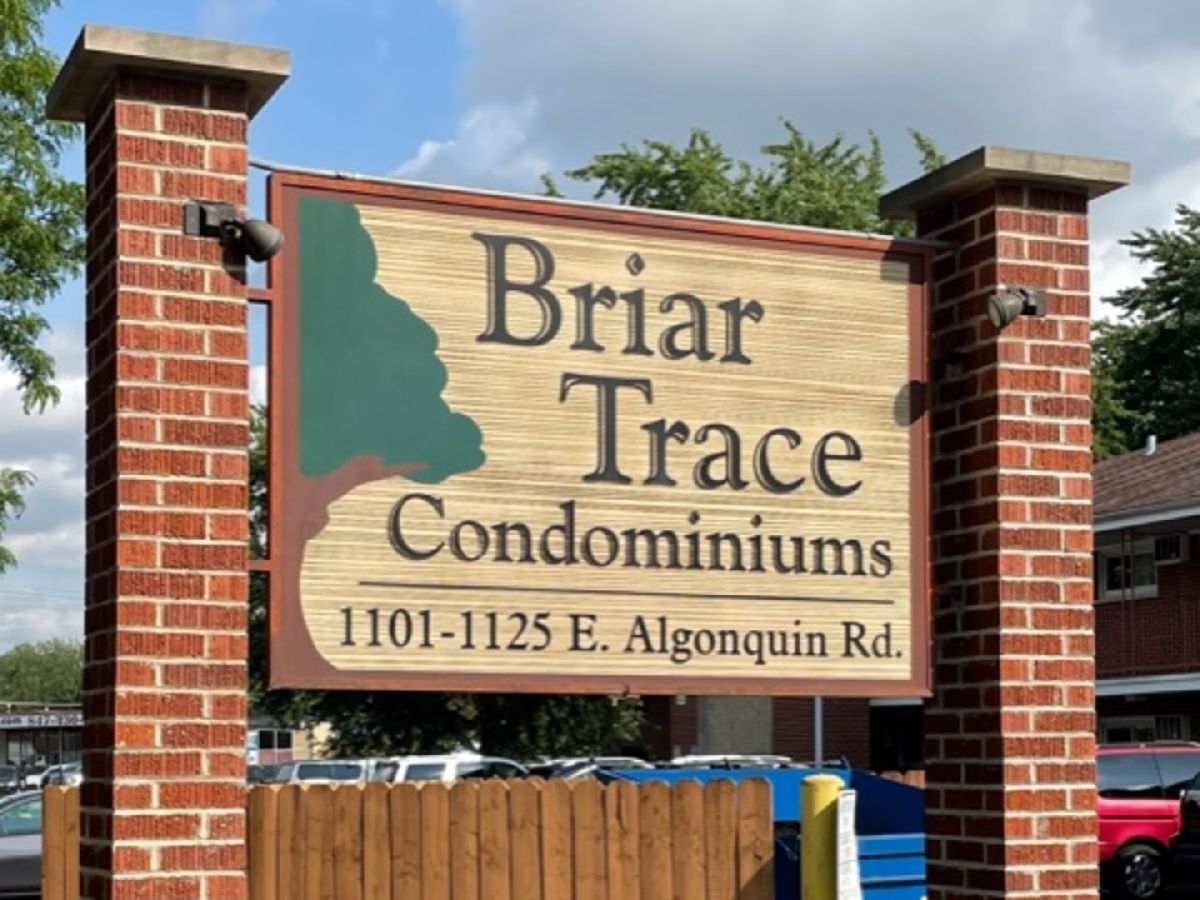 Briar
Trace
Condominiums
1101-1125 E. Algonquin Rd.